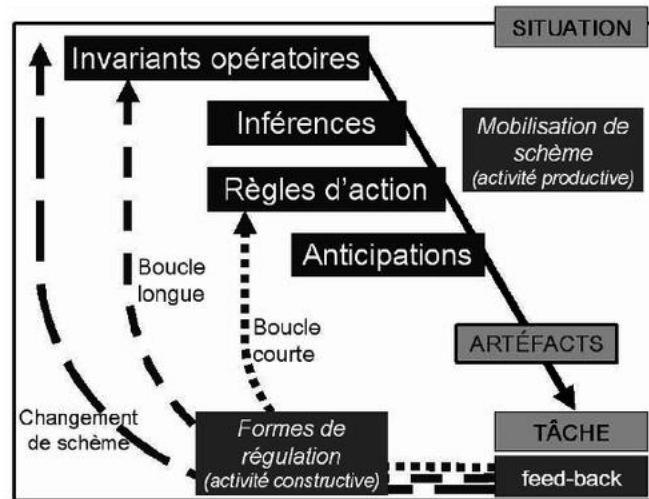 SITUATION
Invariants opératoires
Inférences
Mobilisation de
schème
(activité productive)
Règles d'action
Anticipations
Boucle
longue
Boucle
courte
ARTÉFACTS
Changement
de schème
Formes de
régulation
(activité constructive)
TÂCHE
feed-back